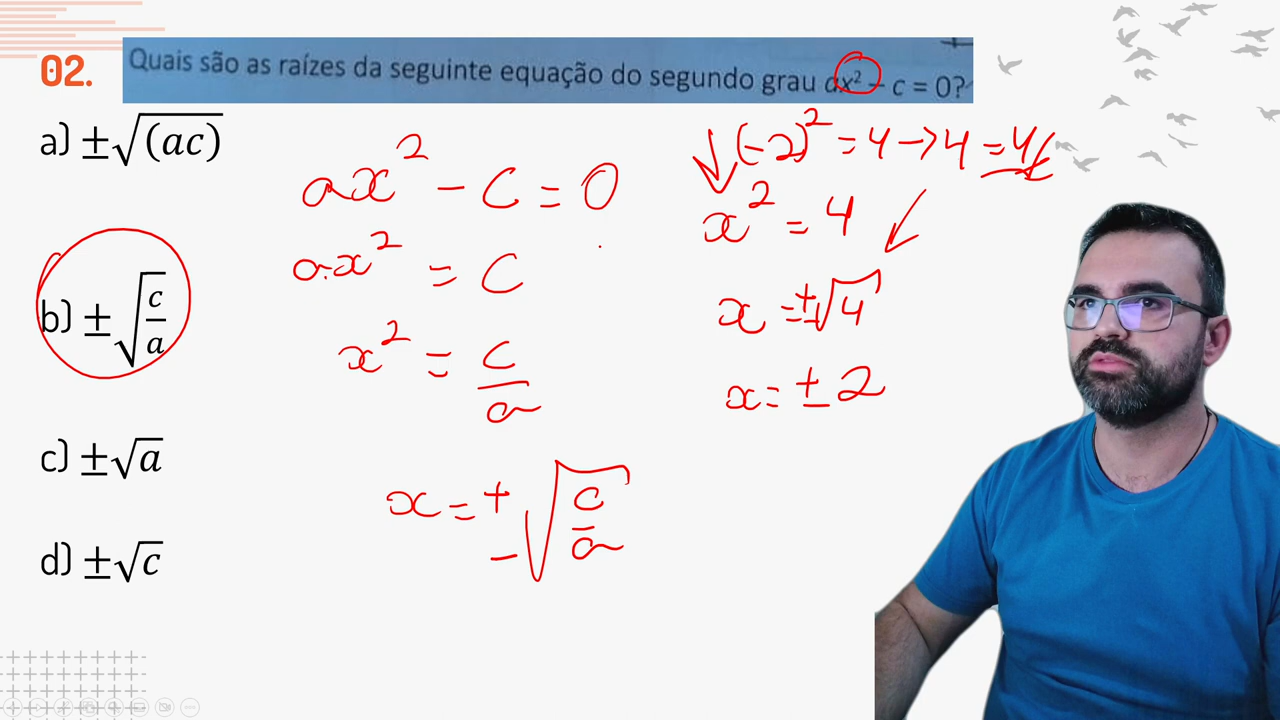 02. Quais são as raízes da seguinte equação do segundo grau ax² - c = 0?
a) ±√(ac)
b) ±√(c/a)
c) ±√a
d) ±√c
ax² - c = 0
ax² = c
x² = c/a
x = ±√(c/a)
(-2)² = 4 → 4 = 4
x² = 4
x = ±√4
x = ±2